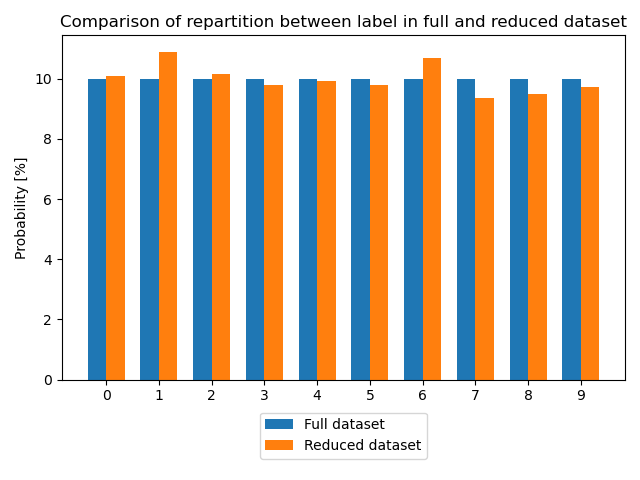 Comparison of repartition between label in full and reduced dataset
Probability [%]
10
8
6
4
2
0
0 1 2 3 4 5 6 7 8 9
Full dataset
Reduced dataset